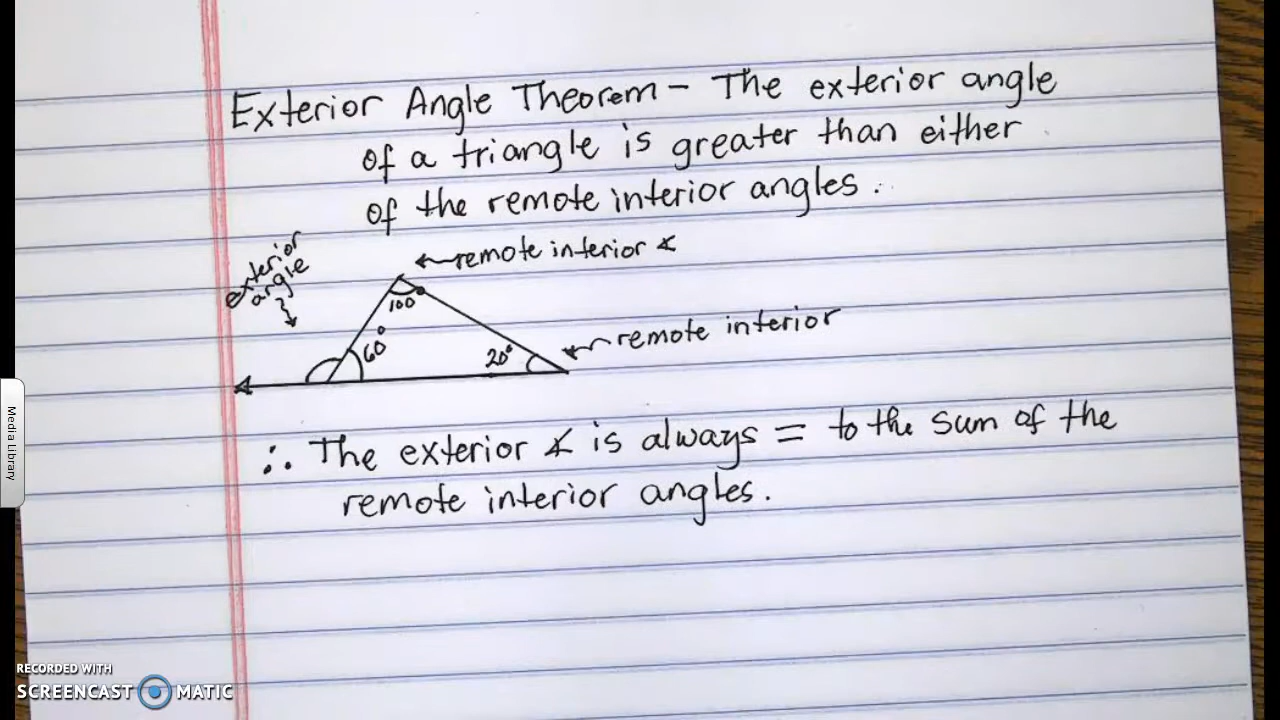 Exterior Angle Theorem - The exterior angle
of a triangle is greater than either
of the remote interior angles.
exterior
angle
remote interior ∡
100°
60°
20°
remote interior
∴ The exterior ∡ is always = to the sum of the
remote interior angles.
Media Library
RECORDED WITH
SCREENCAST MATIC